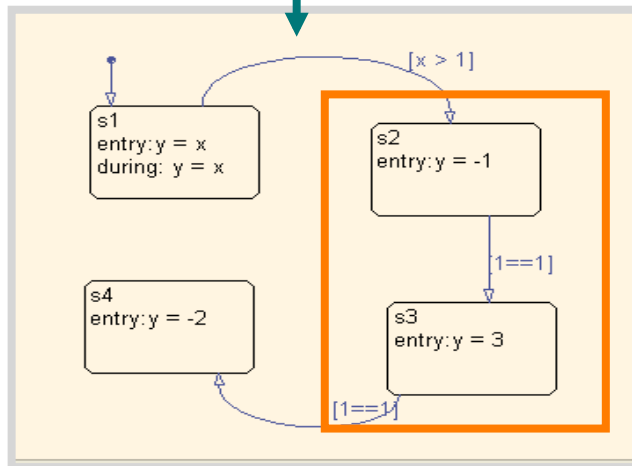 [x > 1]
s1
entry:y = x
during: y = x
s2
entry:y = -1
[1==1]
s4
entry:y = -2
s3
entry:y = 3
[1==1]